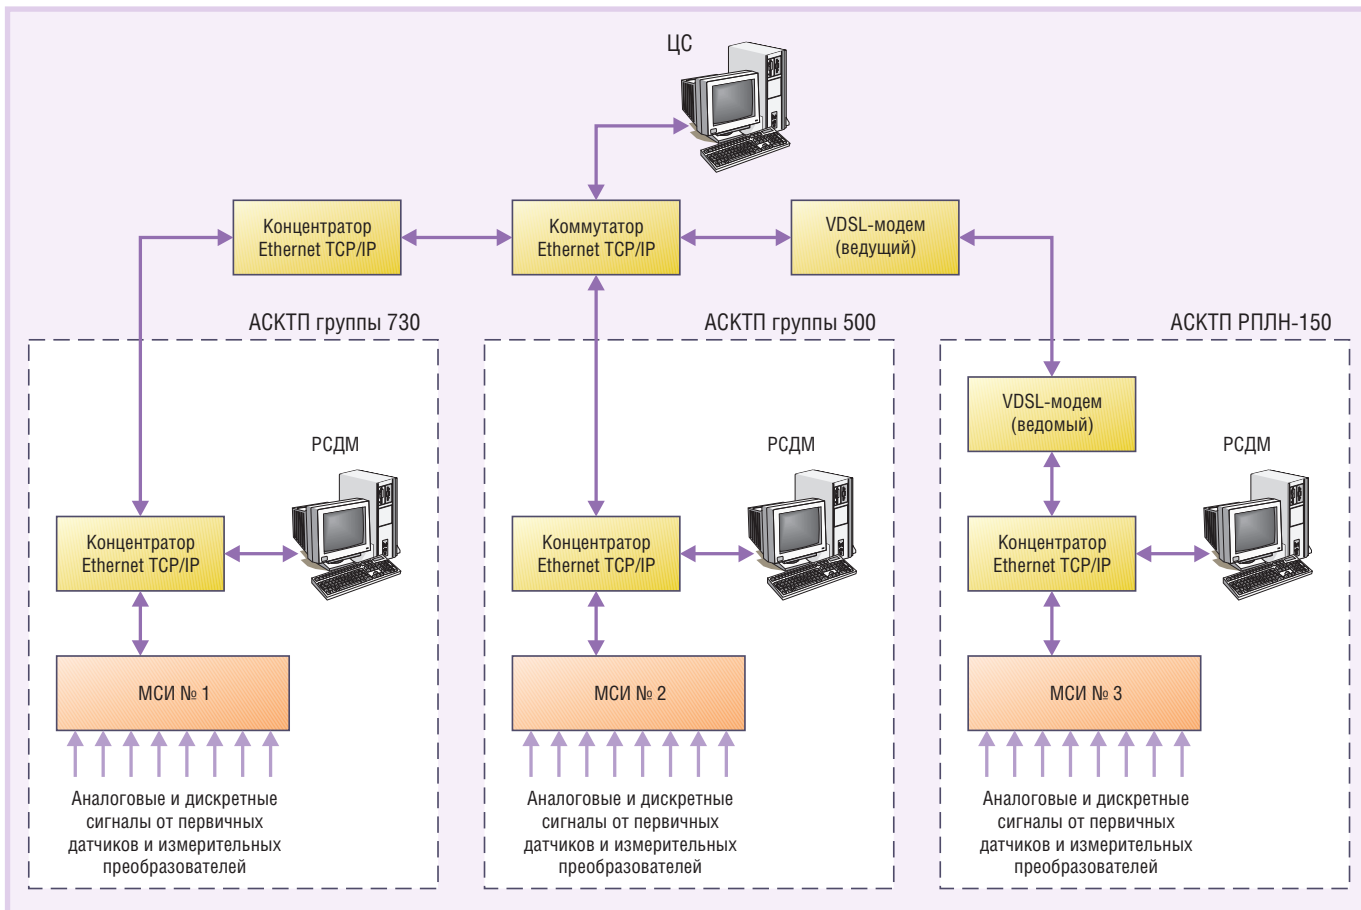 ЦС
Концентратор
Ethernet TCP/IP
Коммутатор
Ethernet TCP/IP
VDSL-модем
(ведущий)
АСКТП группы 730
АСКТП группы 500
АСКТП РПЛН-150
VDSL-модем
(ведомый)
РСДМ
РСДМ
РСДМ
Концентратор
Ethernet TCP/IP
Концентратор
Ethernet TCP/IP
Концентратор
Ethernet TCP/IP
МСИ № 1
МСИ № 2
МСИ № 3
Аналоговые и дискретные
сигналы от первичных
датчиков и измерительных
преобразователей
Аналоговые и дискретные
сигналы от первичных
датчиков и измерительных
преобразователей
Аналоговые и дискретные
сигналы от первичных
датчиков и измерительных
преобразователей